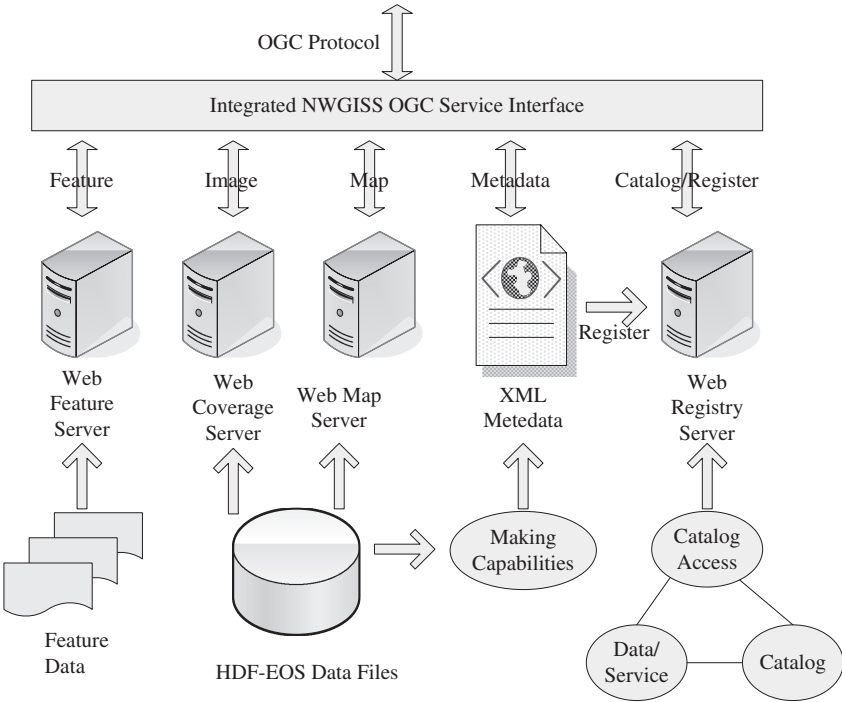 OGC Protocol
Integrated NWGISS OGC Service Interface
Feature
Image
Map
Metadata
Catalog/Register
Register
Web
Feature
Server
Web
Coverage
Server
Web Map
Server
XML
Metedata
Web
Registry
Server
Feature
Data
HDF-EOS Data Files
Making
Capabilities
Catalog
Access
Data/
Service
Catalog